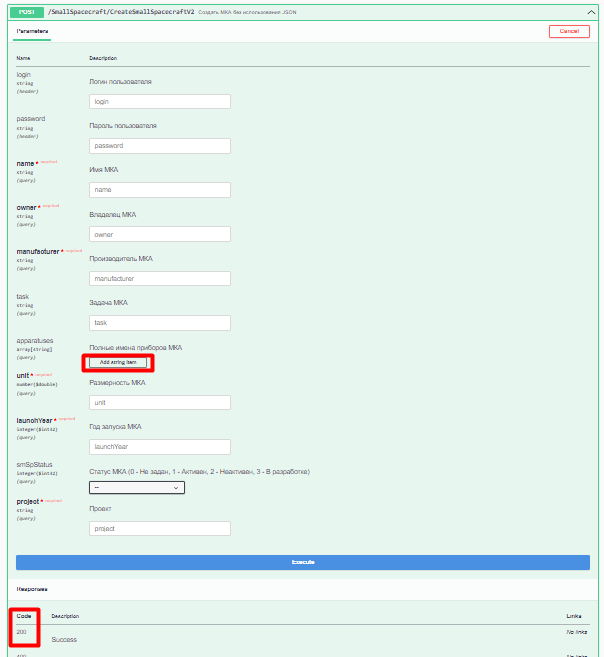 POST /SmallSpacecraft/CreateSmallSpacecraftV2 Создать МКА без использования JSON
Parameters Cancel
Name Description
login
string
(header)
Логин пользователя
login
password
string
(header)
Пароль пользователя
password
name * required
string
(query)
Имя МКА
name
owner * required
string
(query)
Владелец МКА
owner
manufacturer * required
string
(query)
Производитель МКА
manufacturer
task
string
(query)
Задача МКА
task
apparatuses
array[string]
(query)
Полные имена приборов МКА
Add string item
unit * required
number($double)
(query)
Размерность МКА
unit
launchYear * required
integer($int32)
(query)
Год запуска МКА
launchYear
smSpStatus
integer($int32)
(query)
Статус МКА (0 - Не задан, 1 - Активен, 2 - Неактивен, 3 - В разработке)
--
project * required
string
(query)
Проект
project
Execute
Responses
Code Description Links
200 Success No links